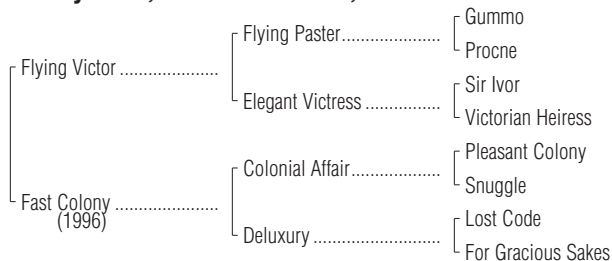 Gummo
Flying Paster
Procne
Flying Victor
Sir Ivor
Elegant Victress
Victorian Heiress
Pleasant Colony
Colonial Affair
Snuggle
Fast Colony
(1996)
Lost Code
Deluxury
For Gracious Sakes